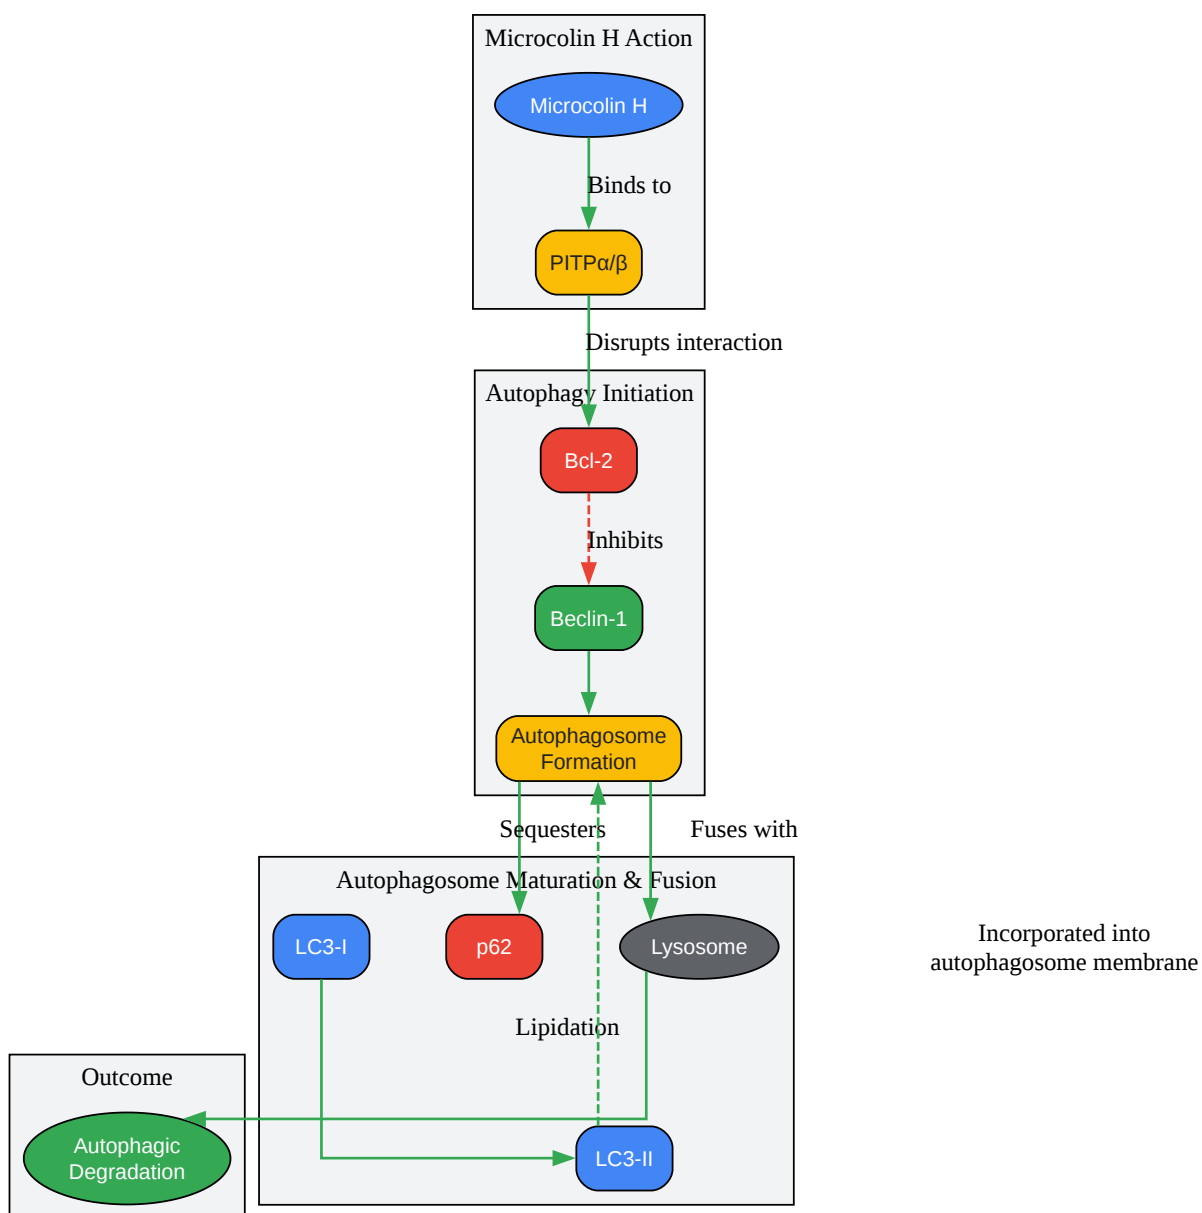 Microcolin H Action
Microcolin H
Binds to
PITPα/β
Disrupts interaction
Autophagy Initiation
Bcl-2
Inhibits
Beclin-1
Autophagosome
Formation
Sequesters
Fuses with
Autophagosome Maturation & Fusion
LC3-I
p62
Lysosome
Incorporated into
autophagosome membrane
Lipidation
Outcome
Autophagic
Degradation
LC3-II